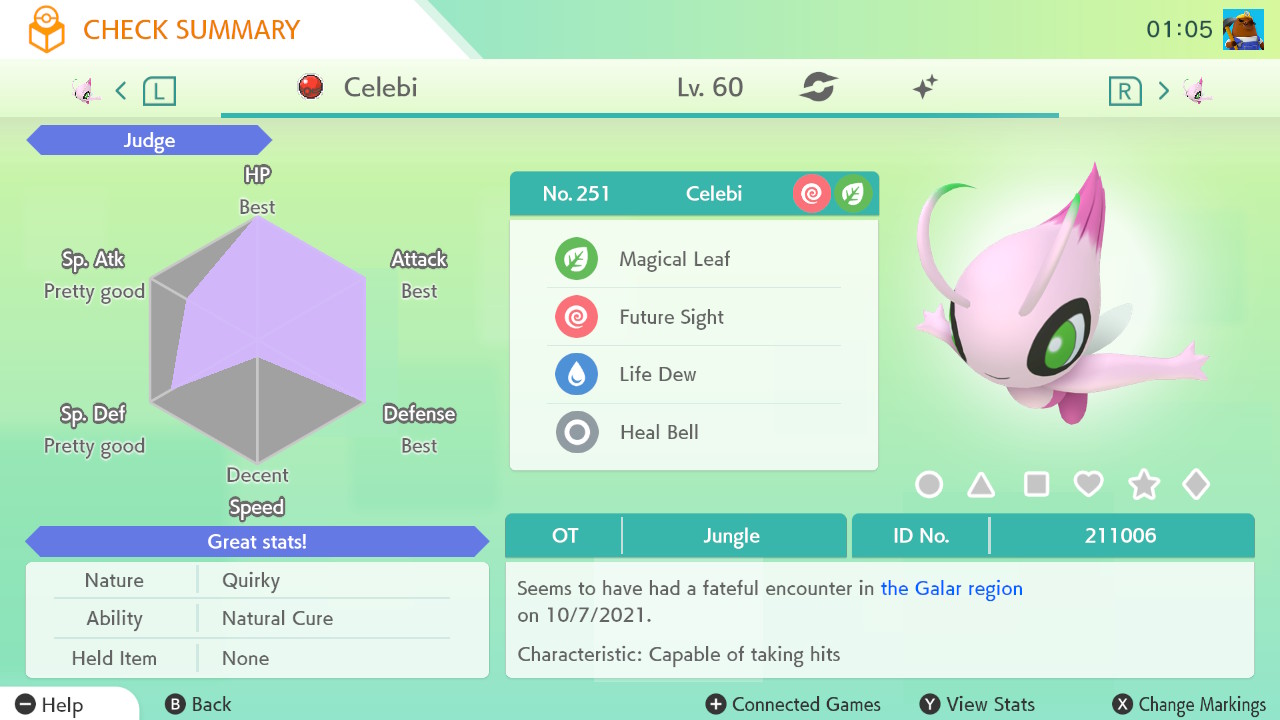 CHECK SUMMARY
01:05
L
Celebi
Lv. 60
R
Judge
HP
Best
Sp. Atk
Pretty good
Attack
Best
Sp. Def
Pretty good
Defense
Best
Decent
Speed
Great stats!
Nature Quirky
Ability Natural Cure
Held Item None
No. 251 Celebi
Magical Leaf
Future Sight
Life Dew
Heal Bell
OT Jungle ID No. 211006
Seems to have had a fateful encounter in the Galar region
on 10/7/2021.
Characteristic: Capable of taking hits
Help
B Back
Connected Games
Y View Stats
X Change Markings